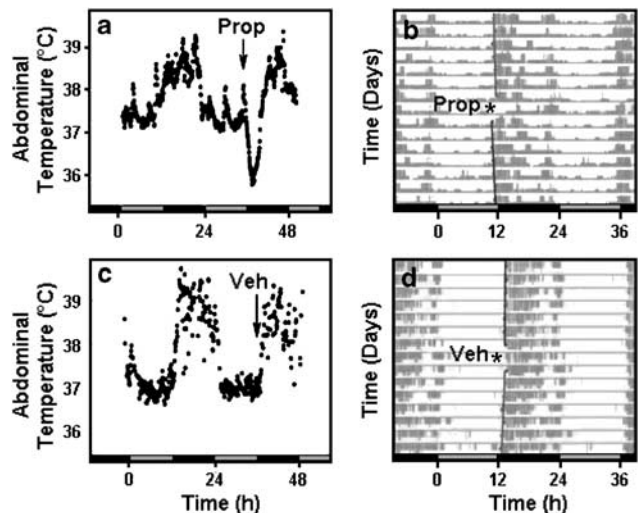 a
Prop
Abdominal
Temperature (°C)
39
38
37
36
0
24
48
b
Prop*
Time (Days)
0
12
24
36
c
Veh
Abdominal
Temperature (°C)
39
38
37
36
0
24
48
Time (h)
d
Veh*
Time (Days)
0
12
24
36
Time (h)